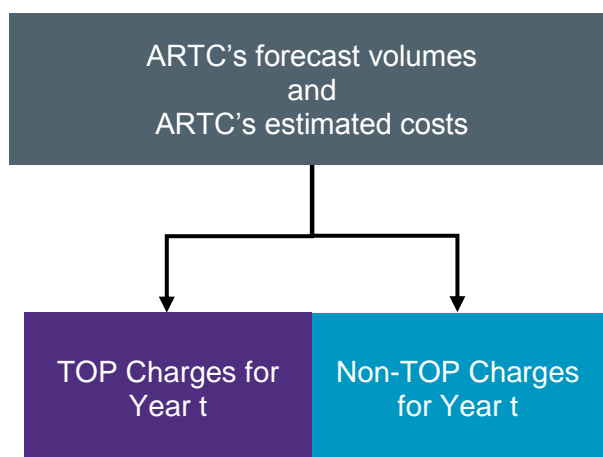 ARTC's forecast volumes
and
ARTC's estimated costs
TOP Charges for
Year t
Non-TOP Charges
for Year t